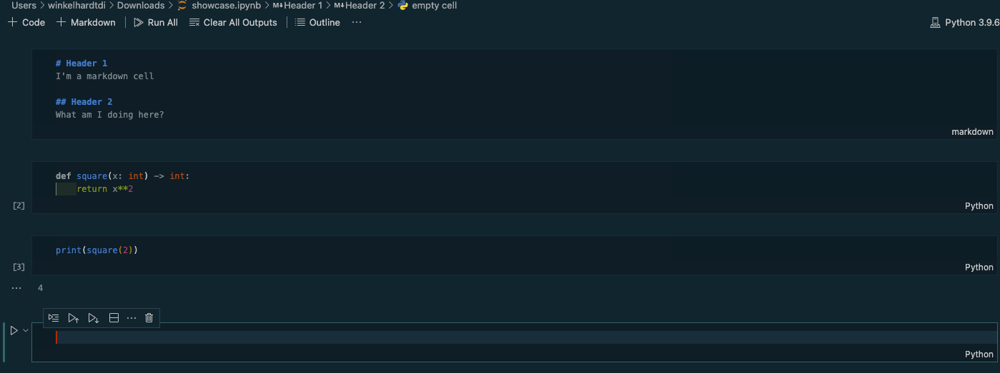 Users > winkelhardtdi > Downloads > showcase.ipynb > M↓Header 1 > M↓Header 2 > empty cell
+ Code + Markdown | Run All Clear All Outputs | Outline ··· Python 3.9.6
# Header 1
I'm a markdown cell
## Header 2
What am I doing here?
markdown
def square(x: int) -> int:
    return x**2
[2] Python
print(square(2))
[3] Python
··· 4
···
Python